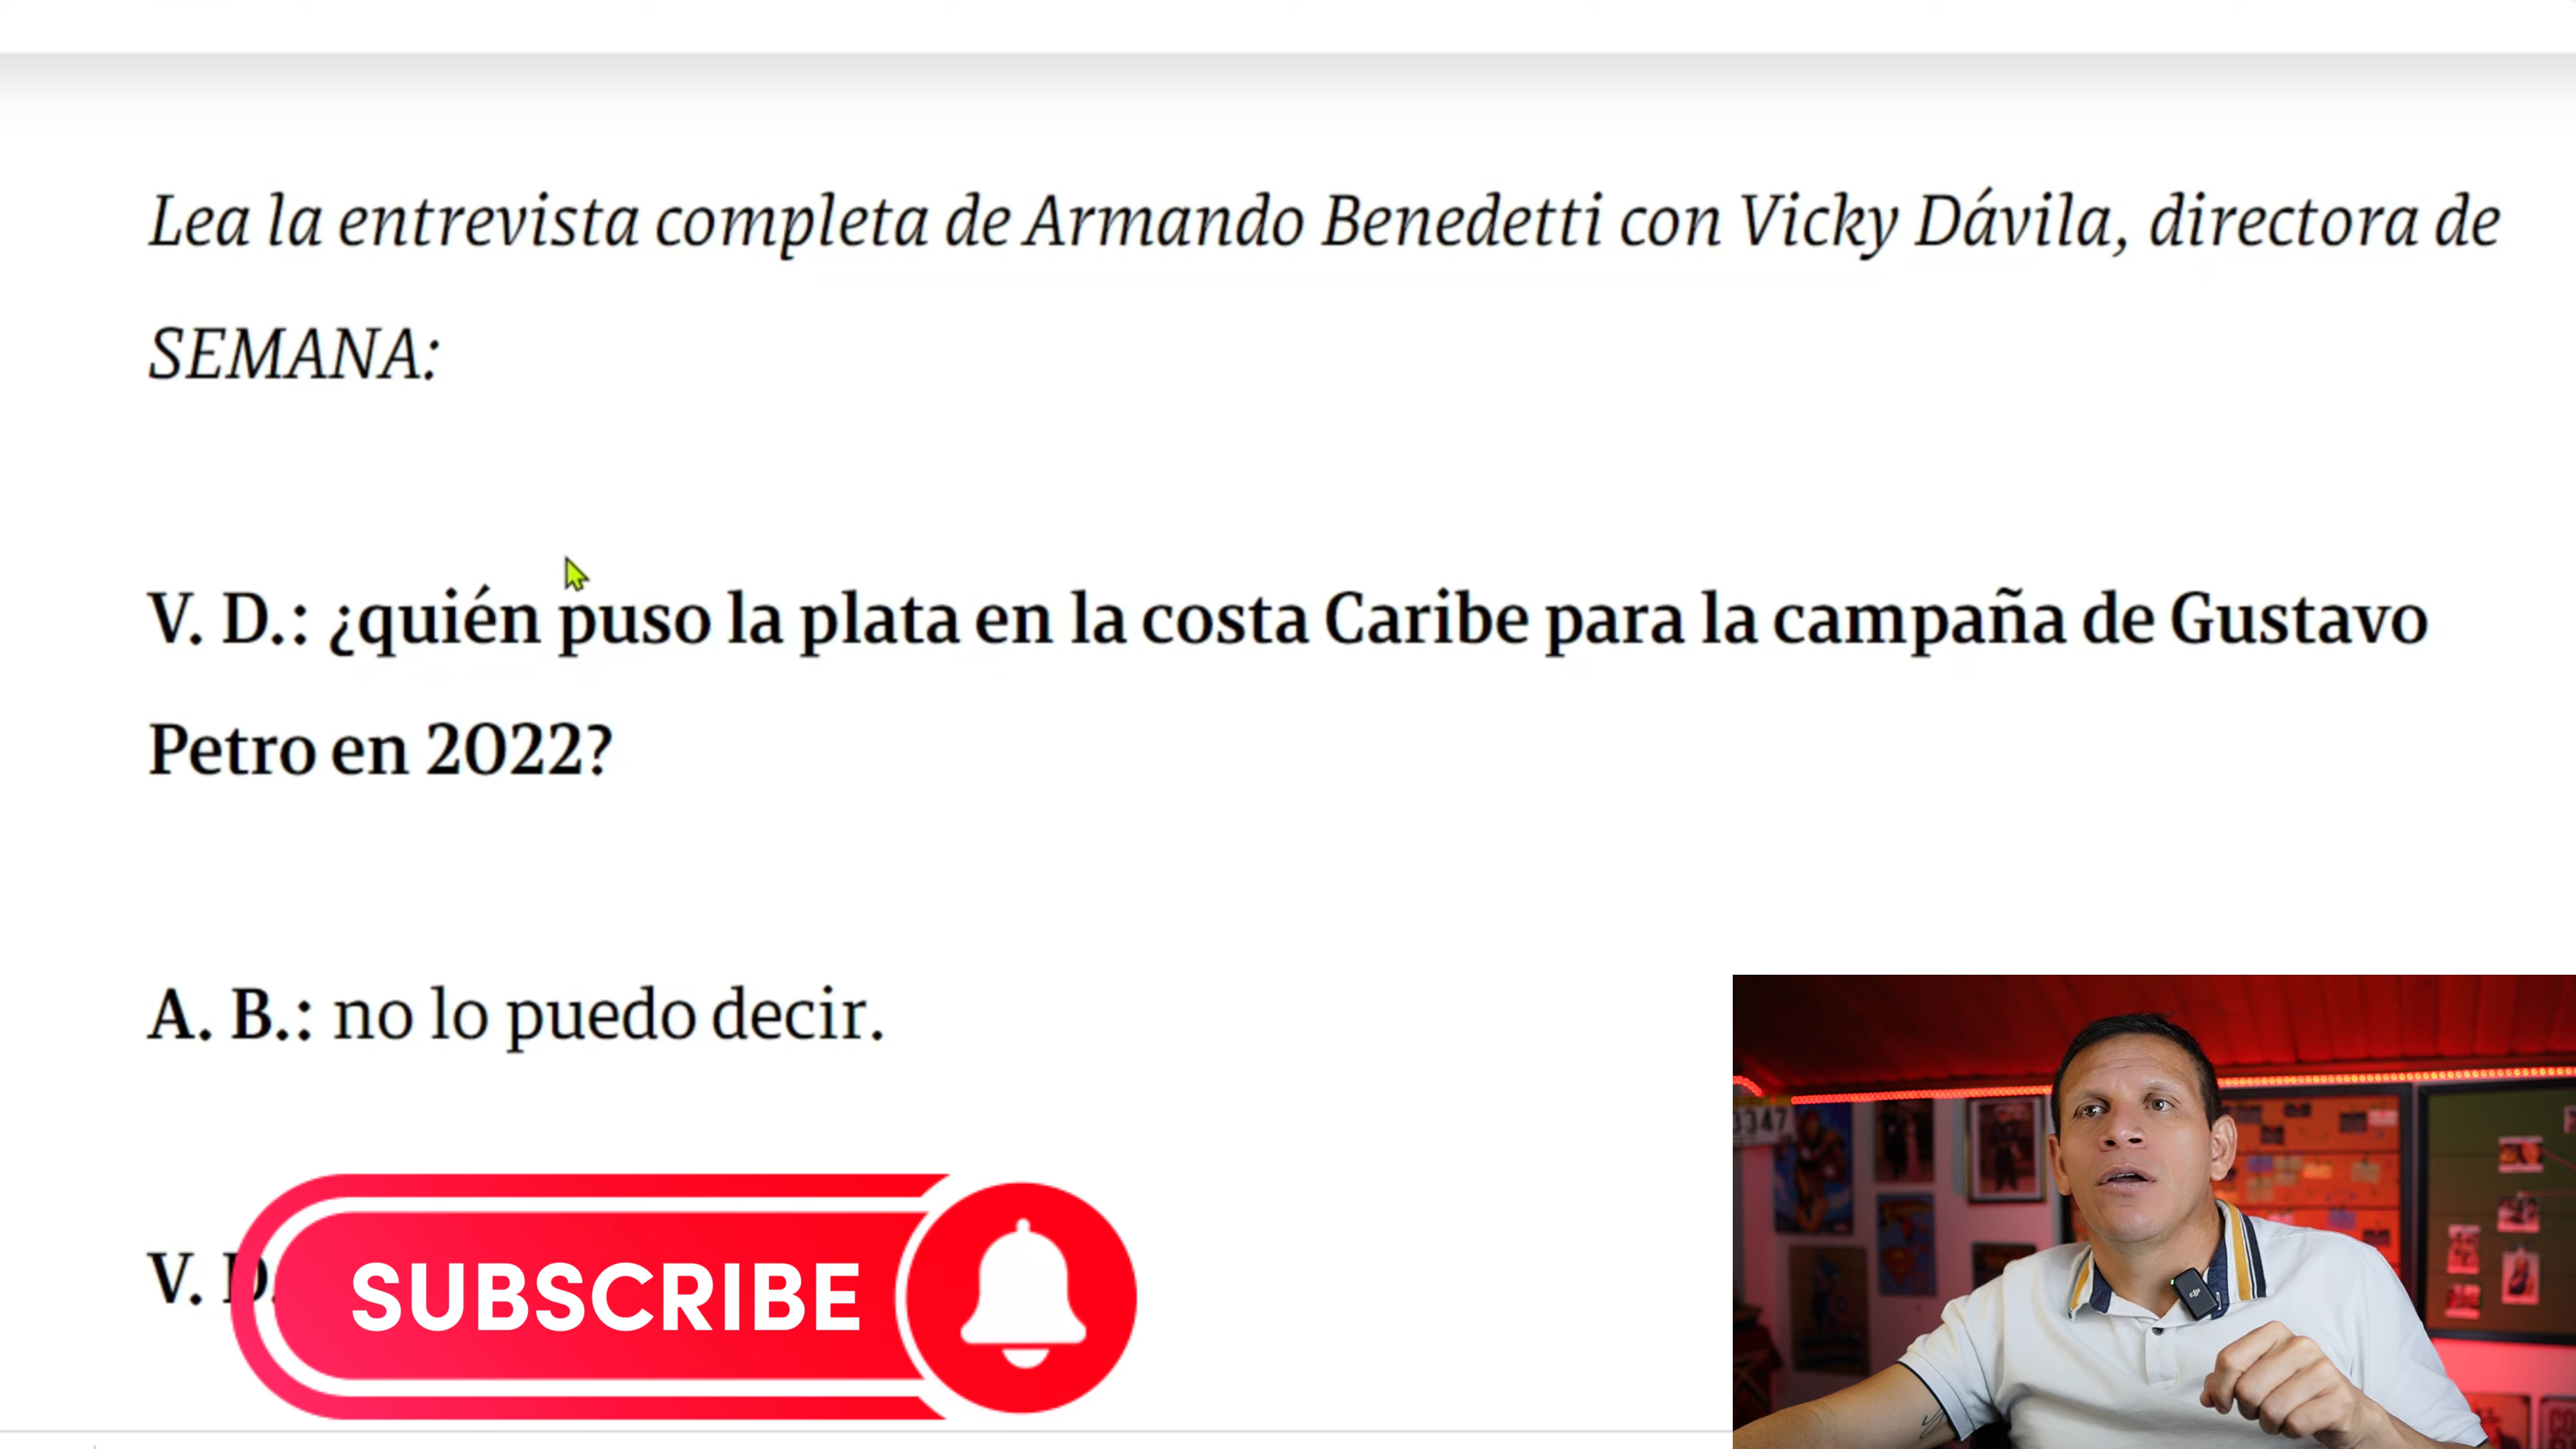 Lea la entrevista completa de Armando Benedetti con Vicky Dávila, directora de
SEMANA:
V. D.: ¿quién puso la plata en la costa Caribe para la campaña de Gustavo
Petro en 2022?
A. B.: no lo puedo decir.
V. D.
SUBSCRIBE
3347